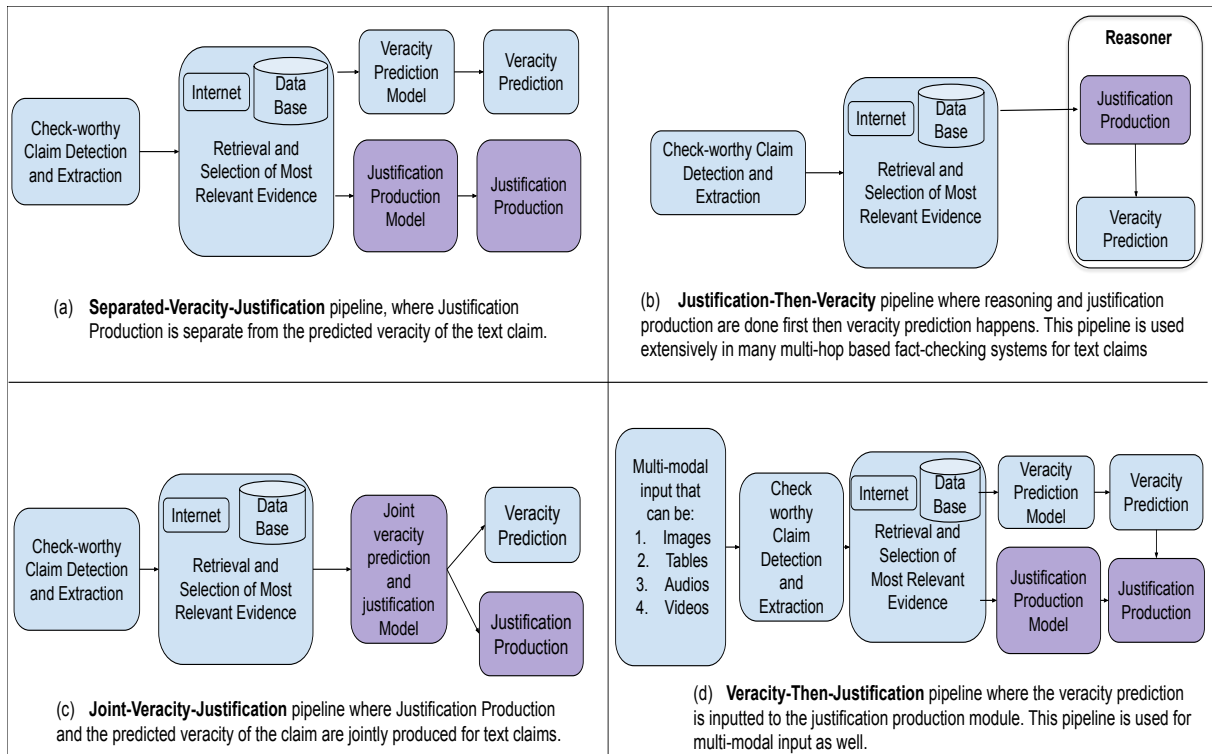 Check-worthy
Claim Detection
and Extraction
Internet
Data
Base
Retrieval and
Selection of Most
Relevant Evidence
Veracity
Prediction
Model
Veracity
Prediction
Justification
Production
Model
Justification
Production
(a) Separated-Veracity-Justification pipeline, where Justification
Production is separate from the predicted veracity of the text claim.
Check-worthy Claim
Detection and
Extraction
Internet
Data
Base
Retrieval and
Selection of Most
Relevant Evidence
Reasoner
Justification
Production
Veracity
Prediction
(b) Justification-Then-Veracity pipeline where reasoning and justification
production are done first then veracity prediction happens. This pipeline is used
extensively in many multi-hop based fact-checking systems for text claims
Check-worthy
Claim Detection
and Extraction
Internet
Data
Base
Retrieval and
Selection of Most
Relevant Evidence
Joint
veracity
prediction
and
justification
Model
Veracity
Prediction
Justification
Production
(c) Joint-Veracity-Justification pipeline where Justification Production
and the predicted veracity of the claim are jointly produced for text claims.
Multi-modal
input that
can be:
1. Images
2. Tables
3. Audios
4. Videos
Check
worthy
Claim
Detection
and
Extraction
Internet
Data
Base
Retrieval and
Selection of
Most Relevant
Evidence
Veracity
Prediction
Model
Veracity
Prediction
Justification
Production
Model
Justification
Production
(d) Veracity-Then-Justification pipeline where the veracity prediction
is inputted to the justification production module. This pipeline is used for
multi-modal input as well.